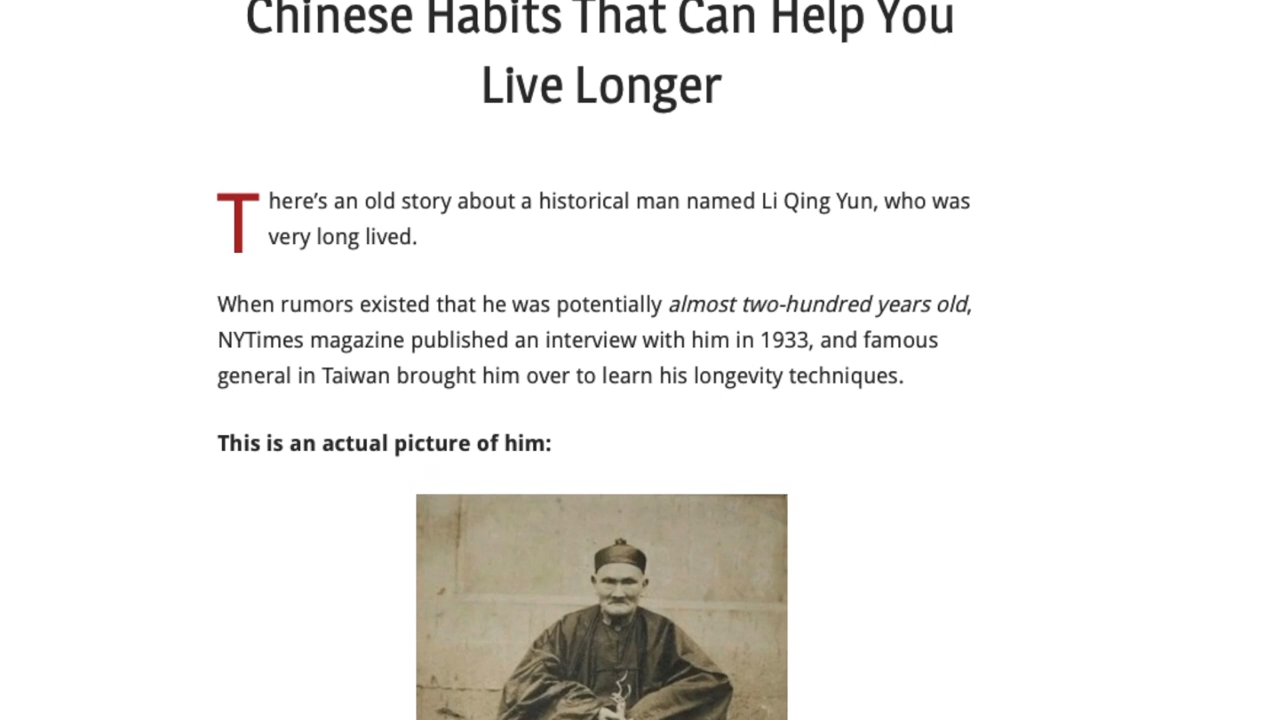 Chinese Habits That Can Help You
Live Longer
There’s an old story about a historical man named Li Qing Yun, who was
very long lived.
When rumors existed that he was potentially almost two-hundred years old,
NYTimes magazine published an interview with him in 1933, and famous
general in Taiwan brought him over to learn his longevity techniques.
This is an actual picture of him: